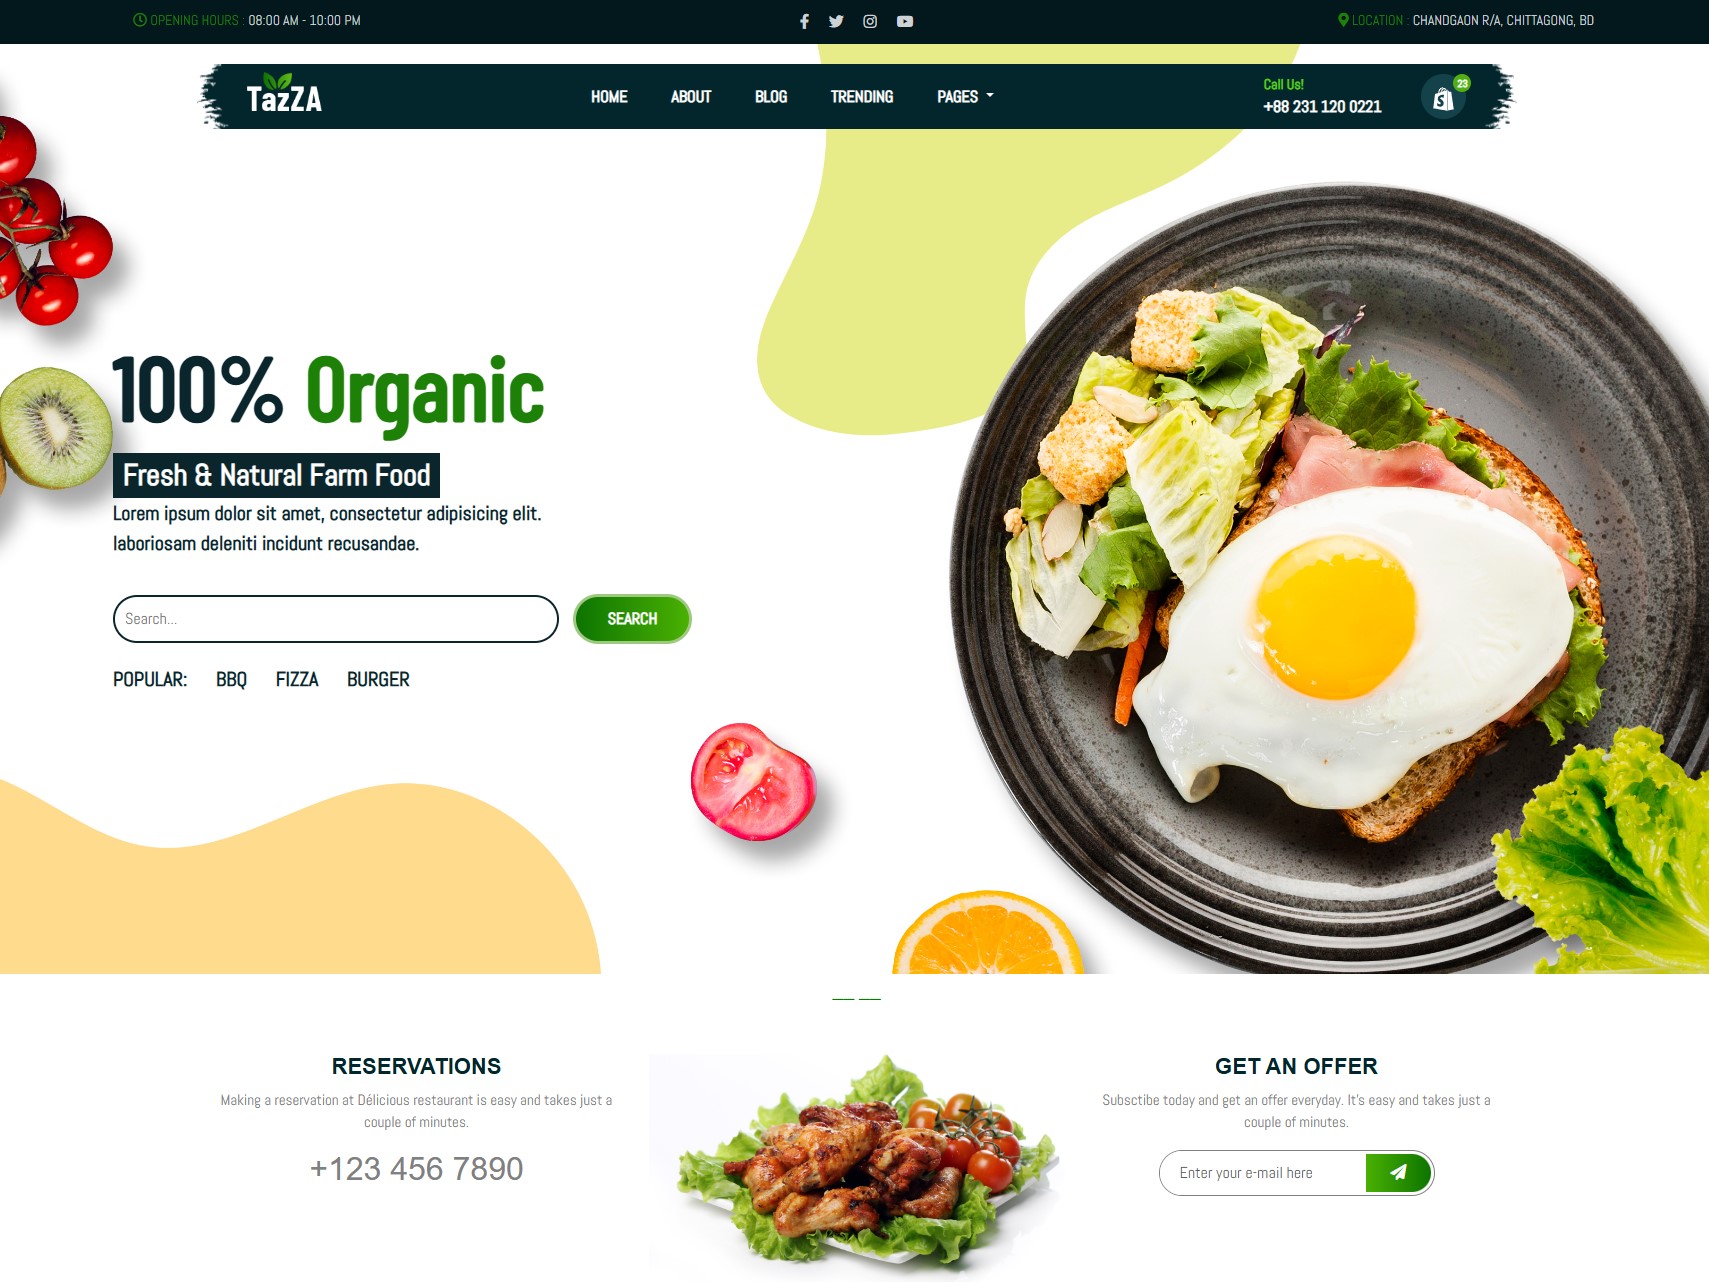 OPENING HOURS : 08:00 AM - 10:00 PM
LOCATION : CHANDGAON R/A, CHITTAGONG, BD
TazZA
HOME ABOUT BLOG TRENDING PAGES
Call Us!
+88 231 120 0221
23
100% Organic
Fresh & Natural Farm Food
Lorem ipsum dolor sit amet, consectetur adipisicing elit.
laboriosam deleniti incidunt recusandae.
Search...
SEARCH
POPULAR: BBQ FIZZA BURGER
RESERVATIONS
Making a reservation at Délicious restaurant is easy and takes just a
couple of minutes.
+123 456 7890
GET AN OFFER
Subsctibe today and get an offer everyday. It's easy and takes just a
couple of minutes.
Enter your e-mail here